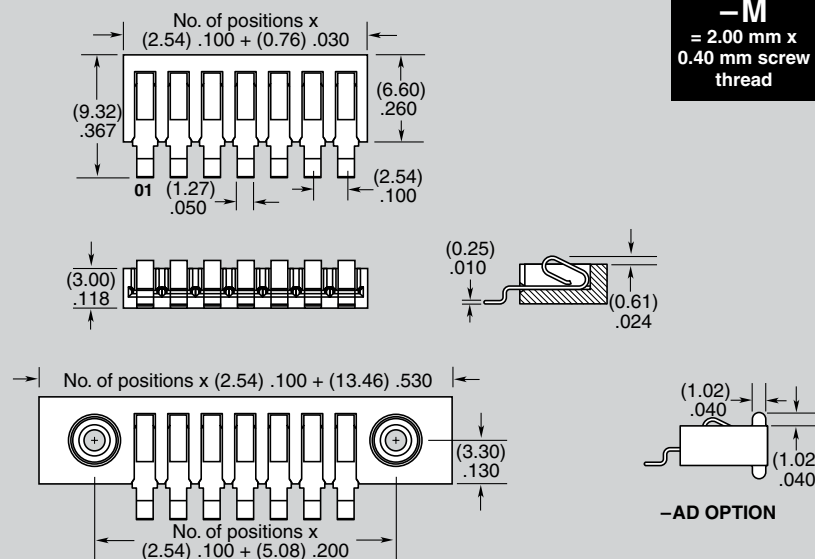 –M
= 2.00 mm x
0.40 mm screw
thread
No. of positions x
(2.54) .100 + (0.76) .030
(9.32)
.367
(6.60)
.260
01
(1.27)
.050
(2.54)
.100
(3.00)
.118
(0.25)
.010
(0.61)
.024
No. of positions x (2.54) .100 + (13.46) .530
(3.30)
.130
No. of positions x
(2.54) .100 + (5.08) .200
(1.02)
.040
(1.02
.040
–AD OPTION